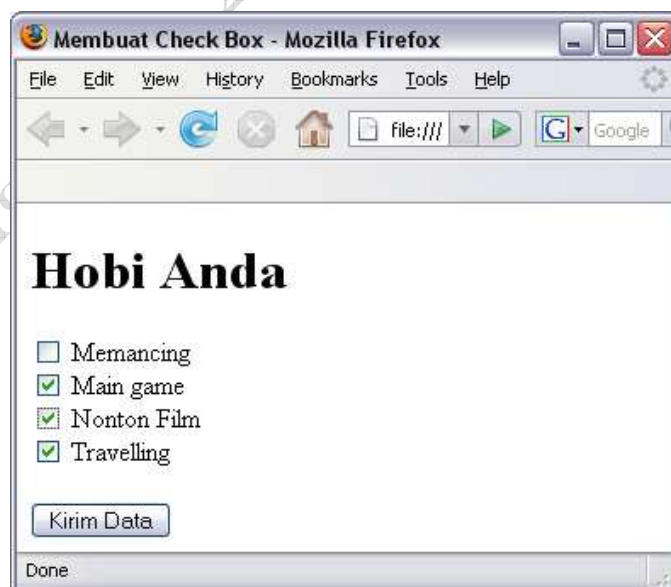 Membuat Check Box - Mozilla Firefox
File Edit View History Bookmarks Tools Help
file:/// G Google
Hobi Anda
Memancing
Main game
Nonton Film
Travelling
Kirim Data
Done